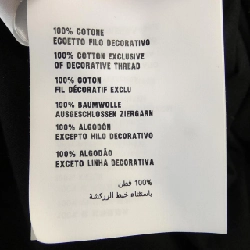 100% COTONE
ECCETTO FILO DECORATIVO
100% COTTON EXCLUSIVE
OF DECORATIVE THREAD
100% COTON
FIL DÉCORATIF EXCLU
100% BAUMWOLLE
AUSGESCHLOSSEN ZIERGARN
100% ALGODÓN
EXCEPTO HILO DECORATIVO
100% ALGODÃO
EXCETO LINHA DECORATIVA
100% قطن
باستثناء خيط الزركشة